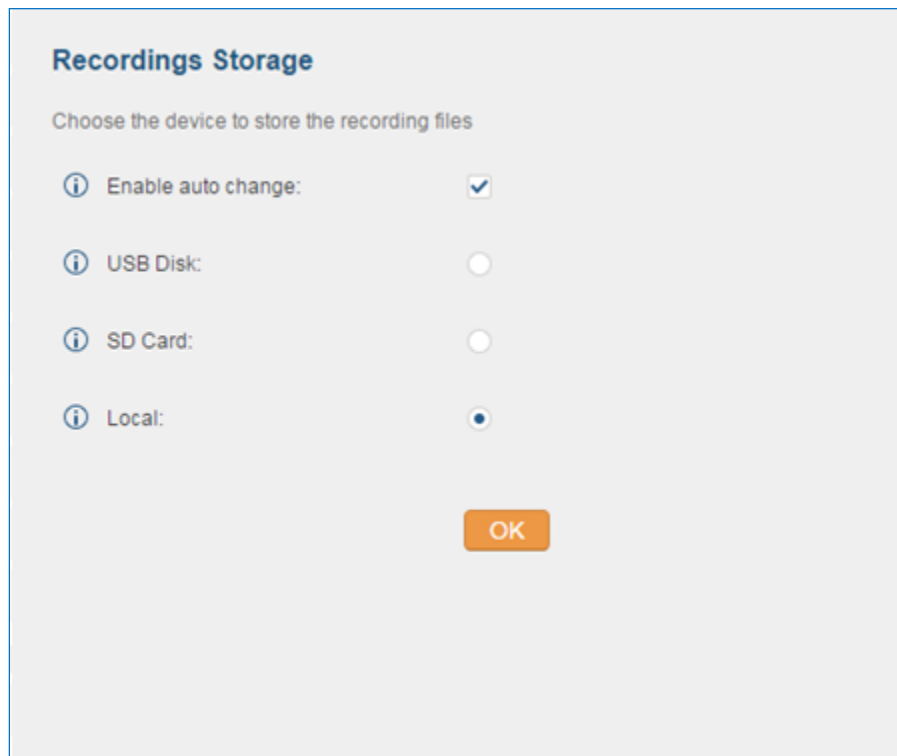 Recordings Storage
Choose the device to store the recording files
Enable auto change:
USB Disk:
SD Card:
Local:
OK